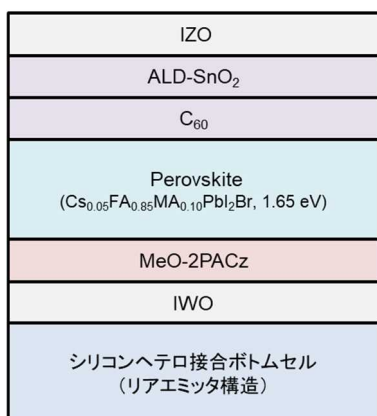 IZO
ALD-SnO₂
C₆₀
Perovskite
(Cs₀.₀₅FA₀.₈₅MA₀.₁₀PbI₂Br, 1.65 eV)
MeO-2PACz
IWO
シリコンヘテロ接合ボトムセル
（リアエミッタ構造）